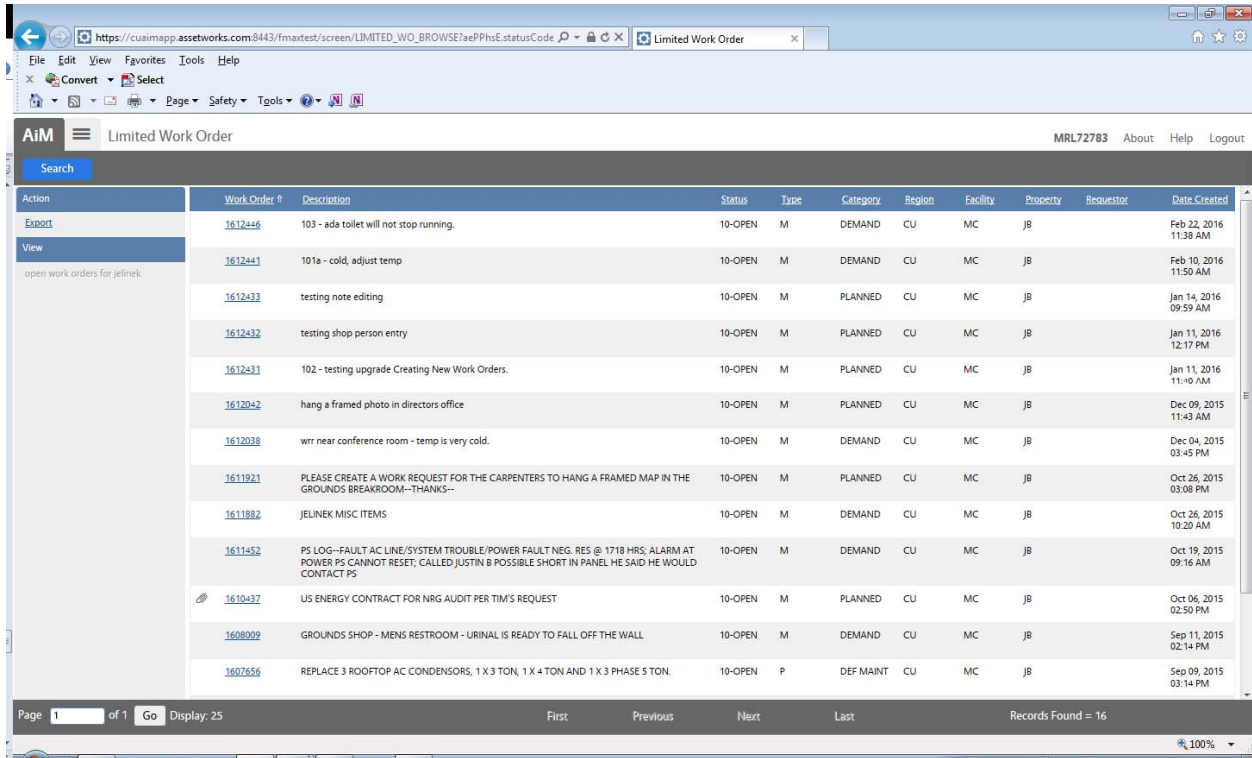 https://cuaimapp.assetworks.com:8443/fmaxtest/screen/LIMITED_WO_BROWSE?aePPhsE.statusCode
Limited Work Order
File Edit View Favorites Tools Help
Convert Select
Page Safety Tools
AiM Limited Work Order MRL72783 About Help Logout
Search
Action
Export
View
open work orders for jelinek
Work Order Description Status Type Category Region Facility Property Requestor Date Created
1612446 103 - ada toilet will not stop running. 10-OPEN M DEMAND CU MC JB Feb 22, 2016
11:38 AM
1612441 101a - cold, adjust temp 10-OPEN M DEMAND CU MC JB Feb 10, 2016
11:50 AM
1612433 testing note editing 10-OPEN M PLANNED CU MC JB Jan 14, 2016
09:59 AM
1612432 testing shop person entry 10-OPEN M PLANNED CU MC JB Jan 11, 2016
12:17 PM
1612431 102 - testing upgrade Creating New Work Orders. 10-OPEN M PLANNED CU MC JB Jan 11, 2016
11:40 AM
1612042 hang a framed photo in directors office 10-OPEN M PLANNED CU MC JB Dec 09, 2015
11:43 AM
1612038 wrr near conference room - temp is very cold. 10-OPEN M DEMAND CU MC JB Dec 04, 2015
03:45 PM
1611921 PLEASE CREATE A WORK REQUEST FOR THE CARPENTERS TO HANG A FRAMED MAP IN THE 10-OPEN M PLANNED CU MC JB Oct 26, 2015
GROUNDS BREAKROOM--THANKS-- 03:08 PM
1611882 JELINEK MISC ITEMS 10-OPEN M DEMAND CU MC JB Oct 26, 2015
10:20 AM
1611452 PS LOG--FAULT AC LINE/SYSTEM TROUBLE/POWER FAULT NEG. RES @ 1718 HRS; ALARM AT 10-OPEN M DEMAND CU MC JB Oct 19, 2015
POWER PS CANNOT RESET; CALLED JUSTIN B POSSIBLE SHORT IN PANEL HE SAID HE WOULD 09:16 AM
CONTACT PS
1610437 US ENERGY CONTRACT FOR NRG AUDIT PER TIM'S REQUEST 10-OPEN M PLANNED CU MC JB Oct 06, 2015
02:50 PM
1608009 GROUNDS SHOP - MENS RESTROOM - URINAL IS READY TO FALL OFF THE WALL 10-OPEN M DEMAND CU MC JB Sep 11, 2015
02:14 PM
1607656 REPLACE 3 ROOFTOP AC CONDENSORS, 1 X 3 TON, 1 X 4 TON AND 1 X 3 PHASE 5 TON. 10-OPEN P DEF MAINT CU MC JB Sep 09, 2015
03:14 PM
Page 1 of 1 Go Display: 25 First Previous Next Last Records Found = 16
100%